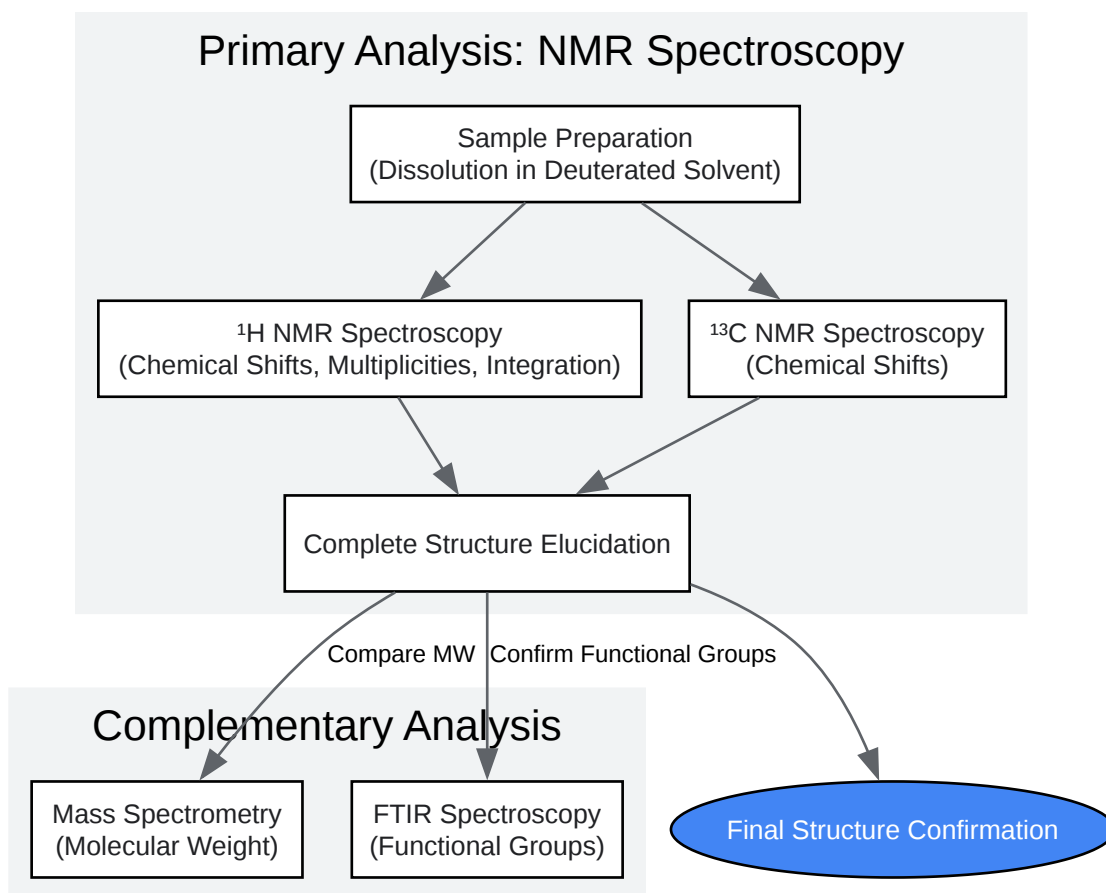 Primary Analysis: NMR Spectroscopy
Sample Preparation
(Dissolution in Deuterated Solvent)
¹H NMR Spectroscopy
(Chemical Shifts, Multiplicities, Integration)
¹³C NMR Spectroscopy
(Chemical Shifts)
Complete Structure Elucidation
Compare MW
Confirm Functional Groups
Complementary Analysis
Mass Spectrometry
(Molecular Weight)
FTIR Spectroscopy
(Functional Groups)
Final Structure Confirmation